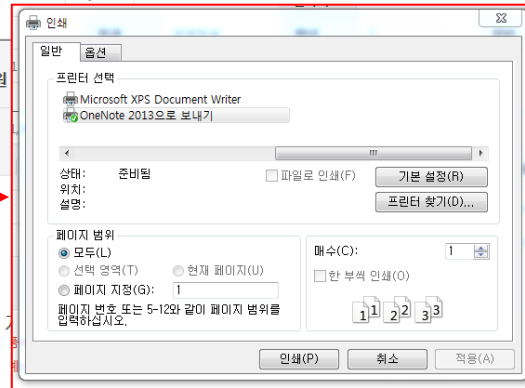 인쇄
일반
옵션
프린터 선택
Microsoft XPS Document Writer
OneNote 2013으로 보내기
상태: 준비됨
파일로 인쇄(F)
기본 설정(R)
위치:
설명:
프린터 찾기(D)...
페이지 범위
모두(L)
선택 영역(T)
현재 페이지(U)
페이지 지정(G): 1
페이지 번호 또는 5-12와 같이 페이지 범위를
입력하십시오.
매수(C): 1
한 부씩 인쇄(O)
1 1 2 2 3 3
인쇄(P)
취소
적용(A)